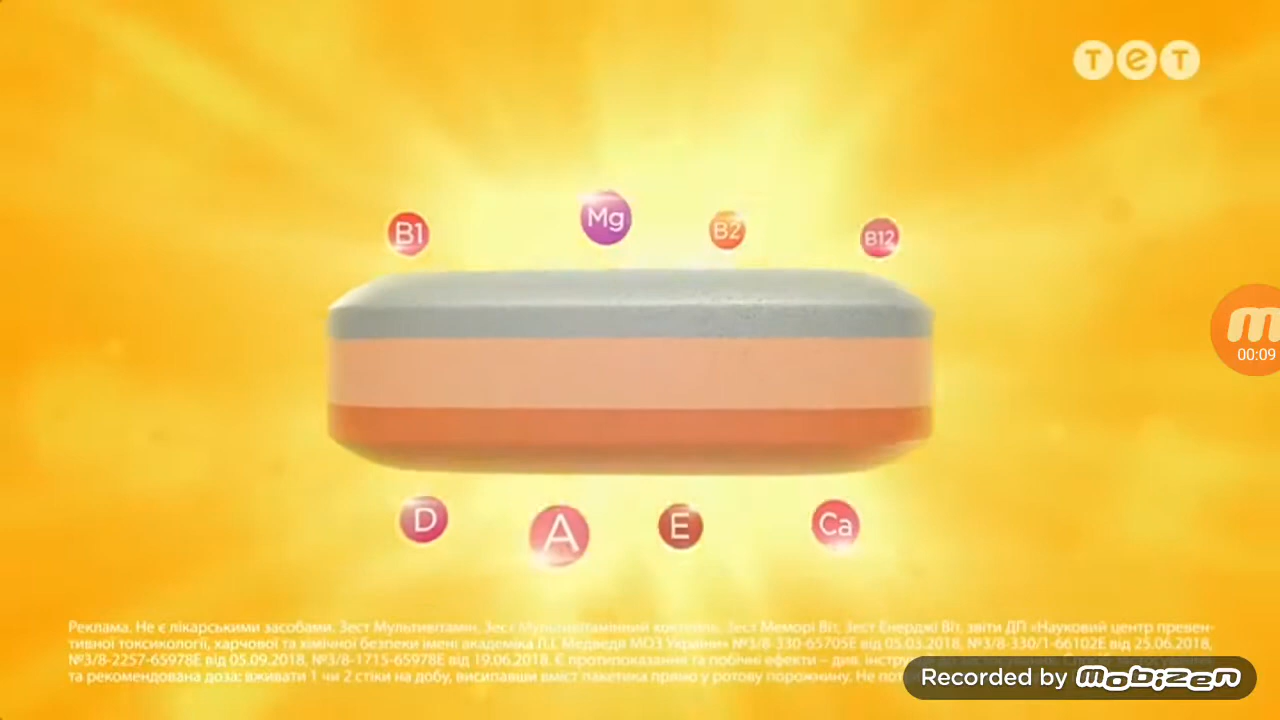 тет
B1
Mg
B2
B12
00:09
D
A
E
Ca
Реклама. Не є лікарськими засобами. Зест Мультивітамін, Зест Мультивітамінний коктейль, Зест Меморі Віт, Зест Енерджі Віт, звіти ДП «Науковий центр превен-
тивної токсикології, харчової та хімічної безпеки імені академіка Л.І. Медведя МОЗ України» №3/8-330-65705Е від 05.03.2018, №3/8-330/1-66102Е від 25.06.2018,
№3/8-2257-65978Е від 05.09.2018, №3/8-1715-65978Е від 19.06.2018. Є протипоказання та побічні ефекти – див.
та рекомендована доза: вживати 1 чи 2 стіки на добу, висипавши вміст пакетика прямо у ротову порожнину. Не
Recorded by mobizen